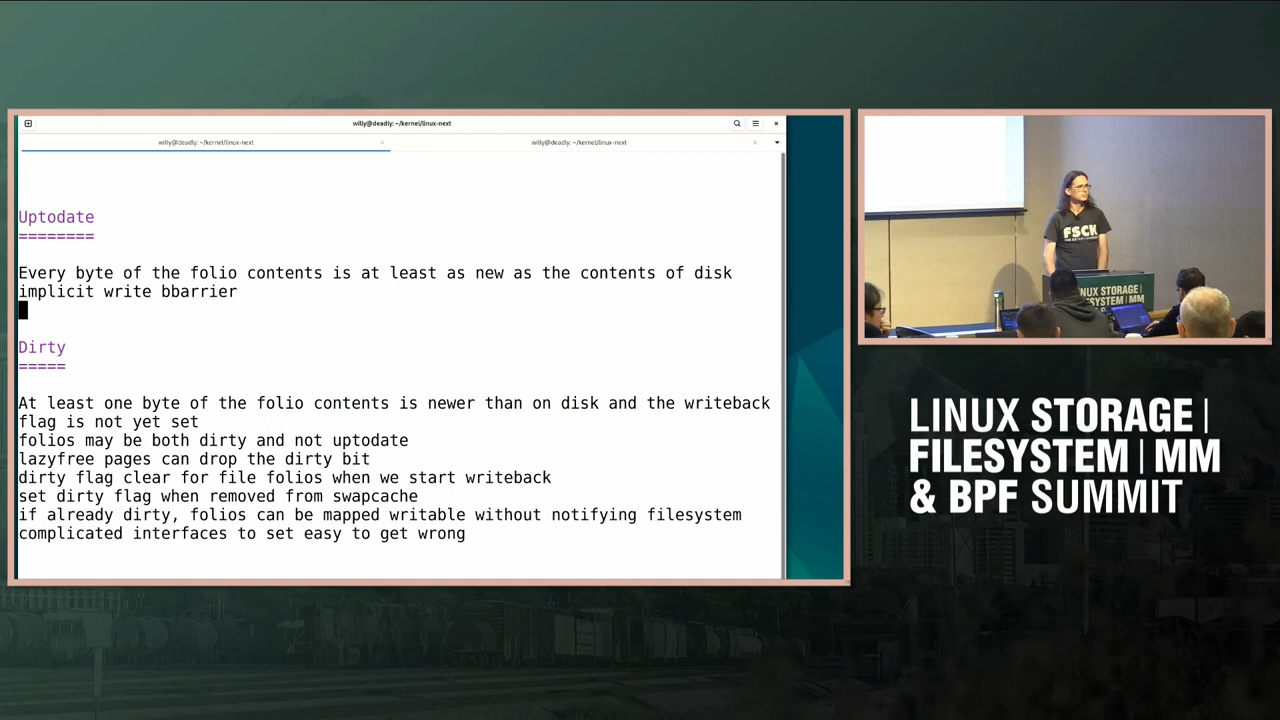 willy@deadly: ~/kernel/linux-next
willy@deadly: ~/kernel/linux-next
willy@deadly: ~/kernel/linux-next
Uptodate
========
Every byte of the folio contents is at least as new as the contents of disk
implicit write bbarrier
Dirty
=====
At least one byte of the folio contents is newer than on disk and the writeback
flag is not yet set
folios may be both dirty and not uptodate
lazyfree pages can drop the dirty bit
dirty flag clear for file folios when we start writeback
set dirty flag when removed from swapcache
if already dirty, folios can be mapped writable without notifying filesystem
complicated interfaces to set easy to get wrong
FSCK
LINUX STORAGE|
FILESYSTEM|MM
LINUX STORAGE|
FILESYSTEM|MM
& BPF SUMMIT